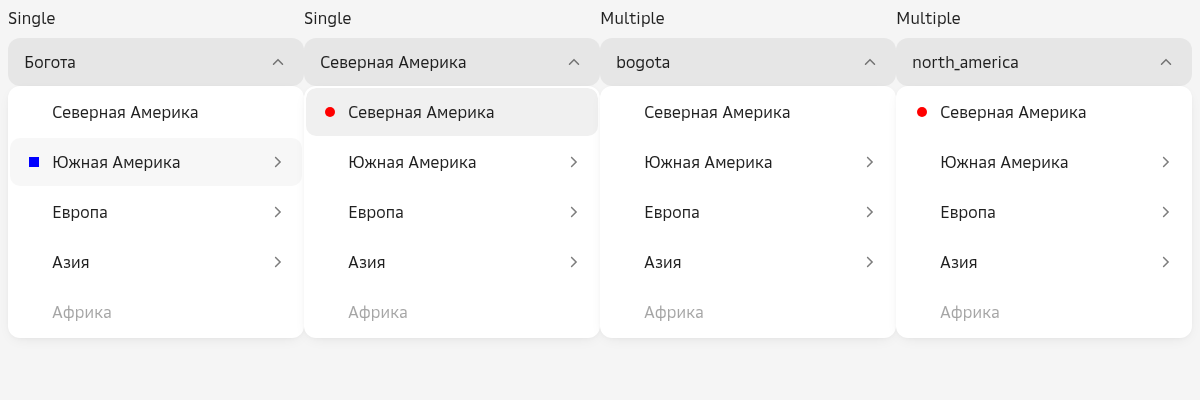 Single
Богота
Северная Америка
Южная Америка
Европа
Азия
Африка
Single
Северная Америка
Северная Америка
Южная Америка
Европа
Азия
Африка
Multiple
bogota
Северная Америка
Южная Америка
Европа
Азия
Африка
Multiple
north_america
Северная Америка
Южная Америка
Европа
Азия
Африка